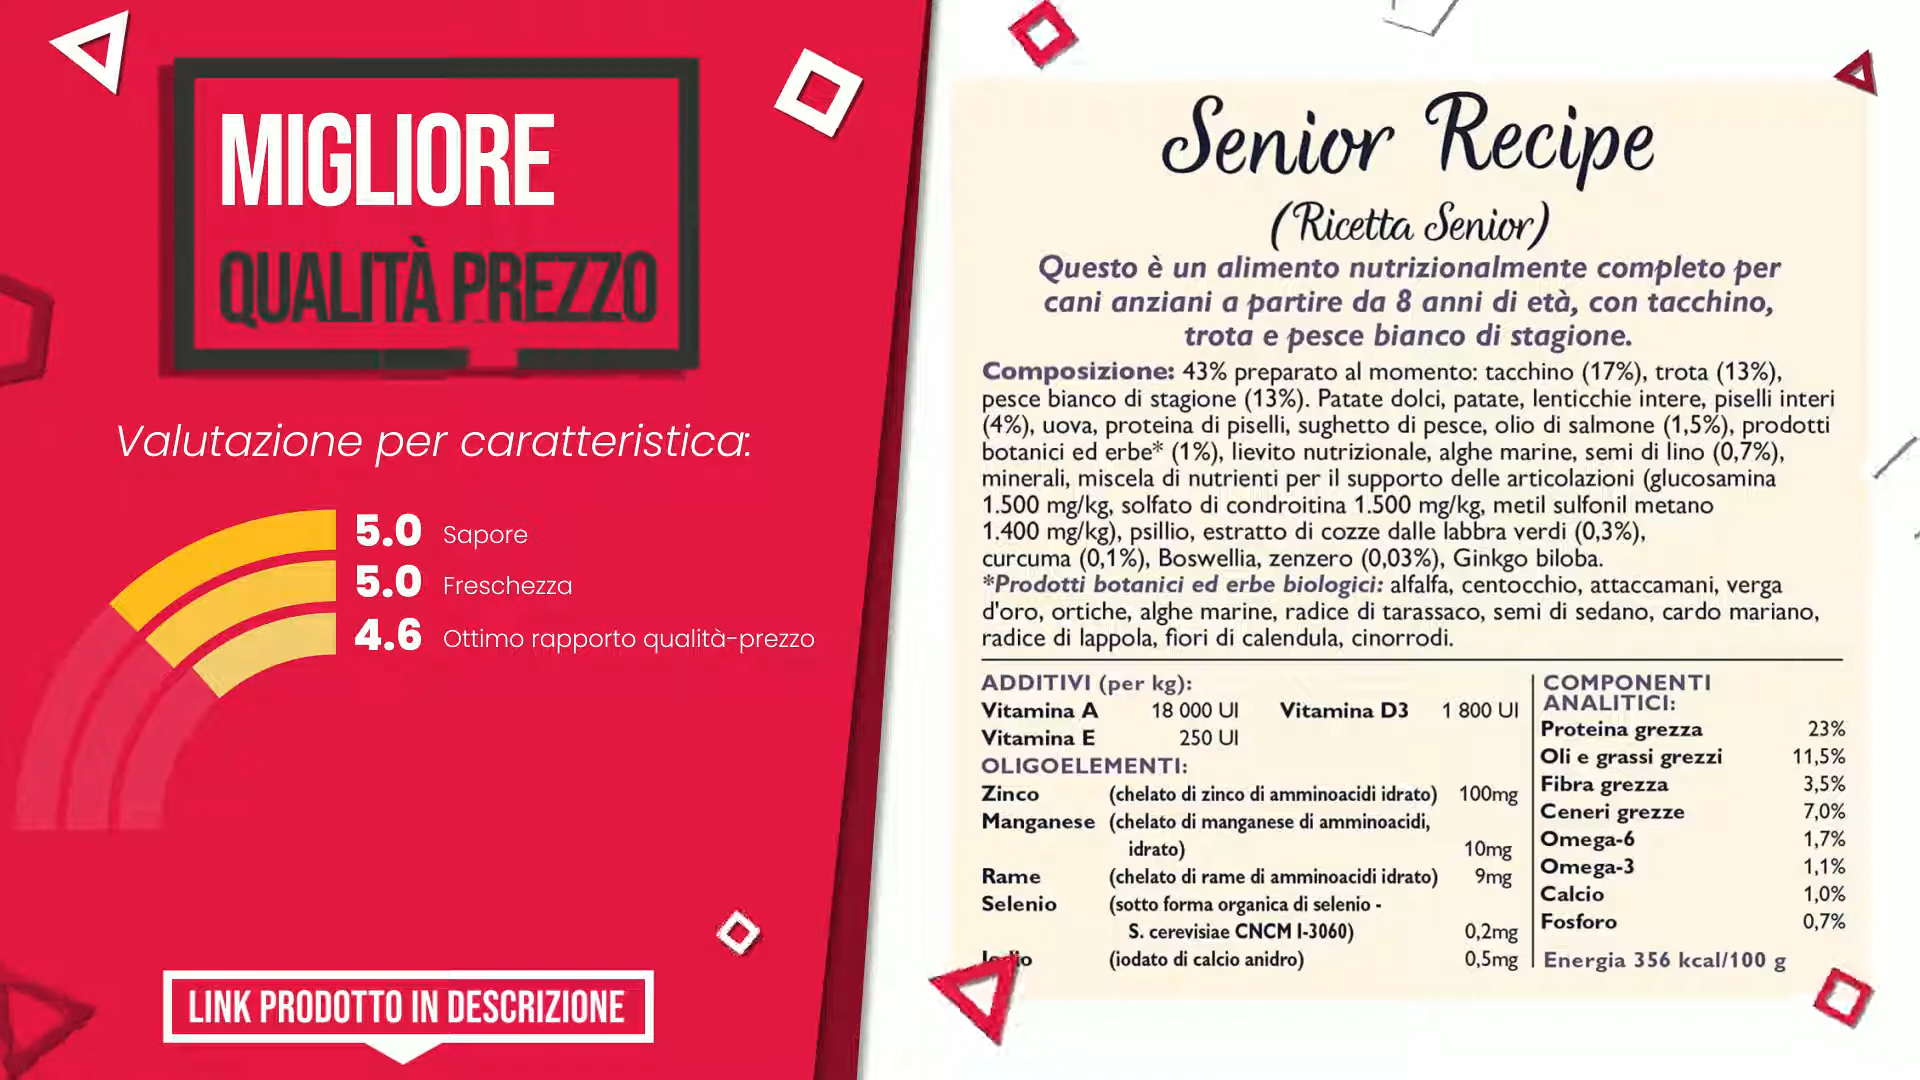 MIGLIORE
QUALITÀ PREZZO
Valutazione per caratteristica:
5.0 Sapore
5.0 Freschezza
4.6 Ottimo rapporto qualità-prezzo
LINK PRODOTTO IN DESCRIZIONE
Senior Recipe
(Ricetta Senior)
Questo è un alimento nutrizionalmente completo per
cani anziani a partire da 8 anni di età, con tacchino,
trota e pesce bianco di stagione.
Composizione: 43% preparato al momento: tacchino (17%), trota (13%),
pesce bianco di stagione (13%). Patate dolci, patate, lenticchie intere, piselli interi
(4%), uova, proteina di piselli, sughetto di pesce, olio di salmone (1,5%), prodotti
botanici ed erbe* (1%), lievito nutrizionale, alghe marine, semi di lino (0,7%),
minerali, miscela di nutrienti per il supporto delle articolazioni (glucosamina
1.500 mg/kg, solfato di condroitina 1.500 mg/kg, metil sulfonil metano
1.400 mg/kg), psillio, estratto di cozze dalle labbra verdi (0,3%),
curcuma (0,1%), Boswellia, zenzero (0,03%), Ginkgo biloba.
*Prodotti botanici ed erbe biologici: alfalfa, centocchio, attaccamani, verga
d'oro, ortiche, alghe marine, radice di tarassaco, semi di sedano, cardo mariano,
radice di lappola, fiori di calendula, cinorrodi.
ADDITIVI (per kg):
Vitamina A 18 000 UI Vitamina D3 1 800 UI
Vitamina E 250 UI
OLIGOELEMENTI:
Zinco (chelato di zinco di amminoacidi idrato) 100mg
Manganese (chelato di manganese di amminoacidi,
idrato) 10mg
Rame (chelato di rame di amminoacidi idrato) 9mg
Selenio (sotto forma organica di selenio -
S. cerevisiae CNCM I-3060) 0,2mg
Iodio (iodato di calcio anidro) 0,5mg
COMPONENTI
ANALITICI:
Proteina grezza 23%
Oli e grassi grezzi 11,5%
Fibra grezza 3,5%
Ceneri grezze 7,0%
Omega-6 1,7%
Omega-3 1,1%
Calcio 1,0%
Fosforo 0,7%
Energia 356 kcal/100 g